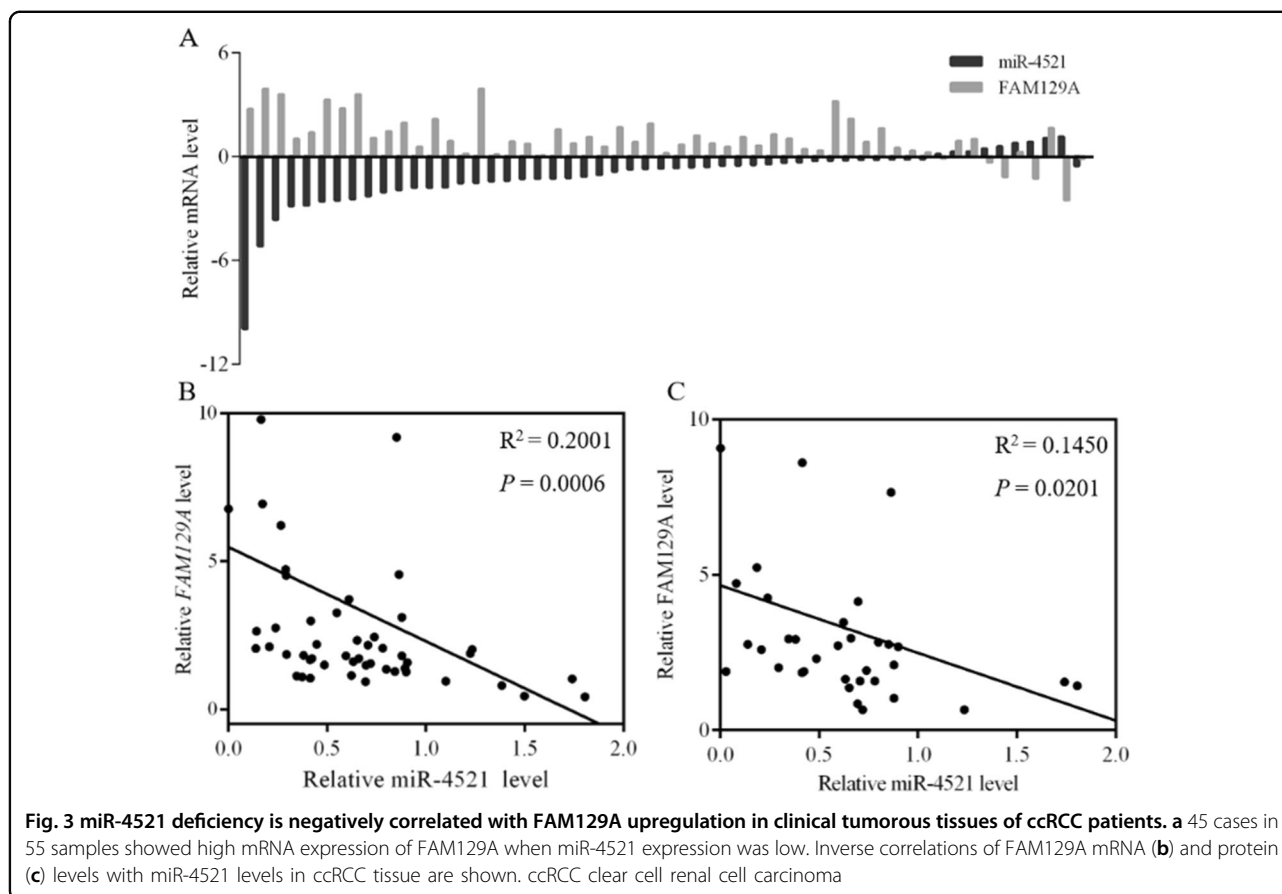 A
6
0
-6
-12
Relative mRNA level
miR-4521
FAM129A
B
10
5
0
Relative FAM129A level
R² = 0.2001
P = 0.0006
0.0 0.5 1.0 1.5 2.0
Relative miR-4521 level
C
10
5
0
Relative FAM129A level
R² = 0.1450
P = 0.0201
0.0 0.5 1.0 1.5 2.0
Relative miR-4521 level
Fig. 3 miR-4521 deficiency is negatively correlated with FAM129A upregulation in clinical tumorous tissues of ccRCC patients. a 45 cases in
55 samples showed high mRNA expression of FAM129A when miR-4521 expression was low. Inverse correlations of FAM129A mRNA (b) and protein
(c) levels with miR-4521 levels in ccRCC tissue are shown. ccRCC clear cell renal cell carcinoma